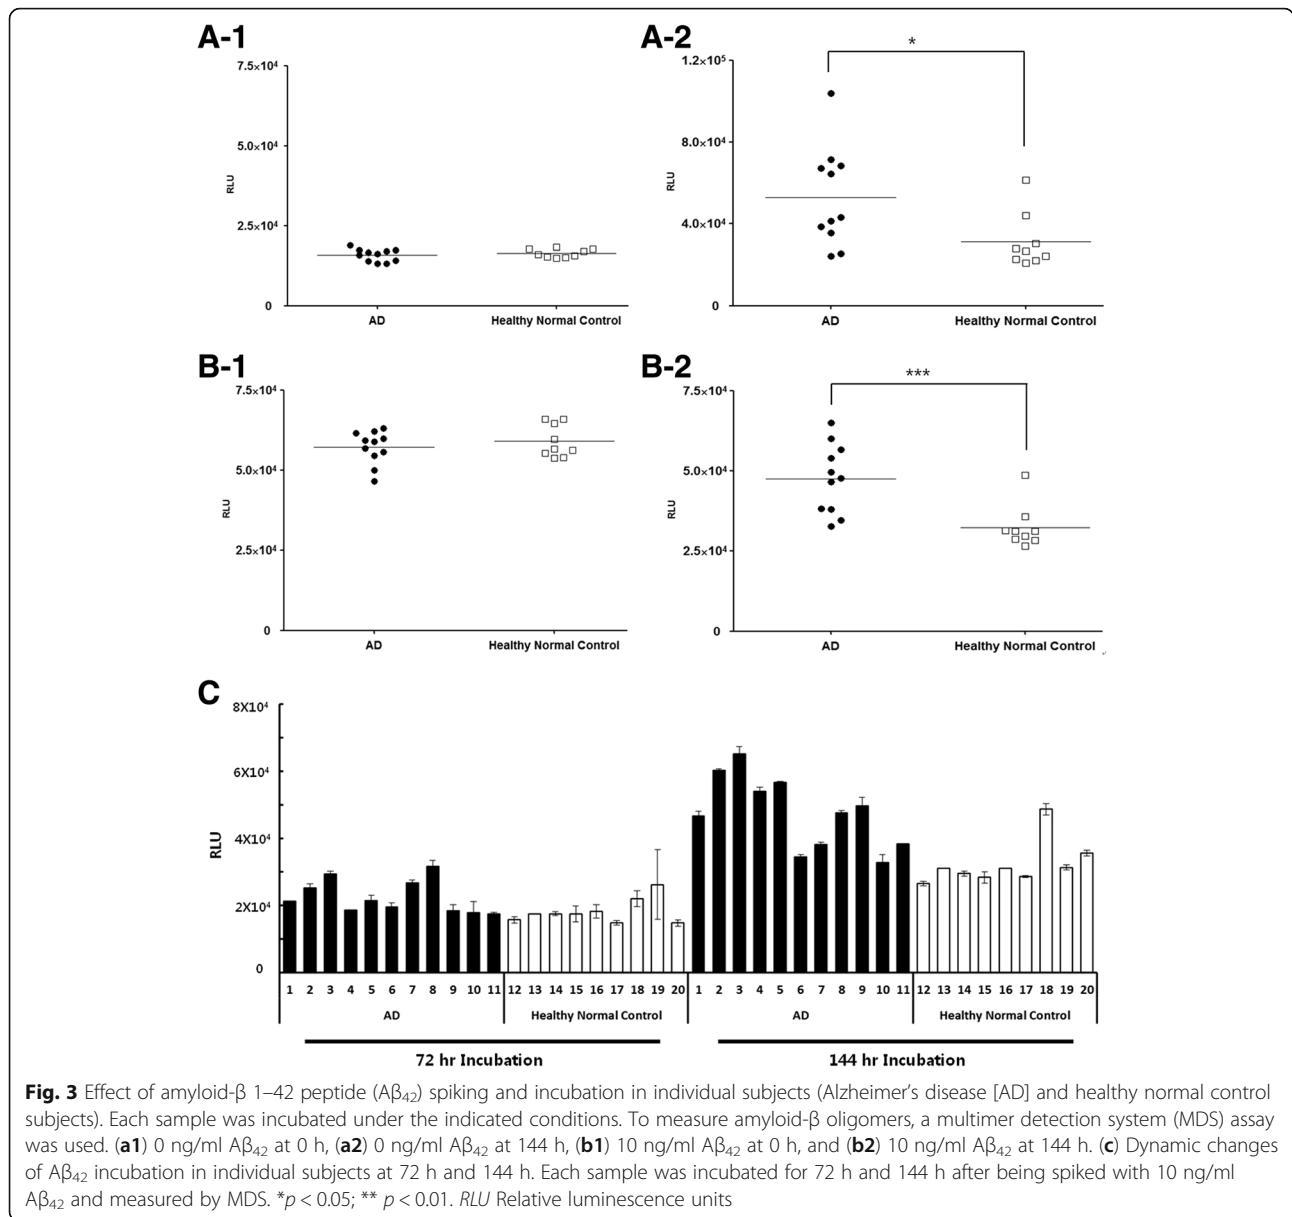 A-1
7.5×10⁴
5.0×10⁴
RLU
2.5×10⁴
0
AD Healthy Normal Control
A-2
*
1.2×10⁵
8.0×10⁴
RLU
4.0×10⁴
0
AD Healthy Normal Control
B-1
7.5×10⁴
5.0×10⁴
RLU
2.5×10⁴
0
AD Healthy Normal Control
B-2
***
7.5×10⁴
5.0×10⁴
RLU
2.5×10⁴
0
AD Healthy Normal Control
C
8X10⁴
6X10⁴
RLU
4X10⁴
2X10⁴
0
1 2 3 4 5 6 7 8 9 10 11 12 13 14 15 16 17 18 19 20 1 2 3 4 5 6 7 8 9 10 11 12 13 14 15 16 17 18 19 20
AD Healthy Normal Control AD Healthy Normal Control
72 hr Incubation 144 hr Incubation
Fig. 3 Effect of amyloid-β 1–42 peptide (Aβ₄₂) spiking and incubation in individual subjects (Alzheimer's disease [AD] and healthy normal control
subjects). Each sample was incubated under the indicated conditions. To measure amyloid-β oligomers, a multimer detection system (MDS) assay
was used. (a1) 0 ng/ml Aβ₄₂ at 0 h, (a2) 0 ng/ml Aβ₄₂ at 144 h, (b1) 10 ng/ml Aβ₄₂ at 0 h, and (b2) 10 ng/ml Aβ₄₂ at 144 h. (c) Dynamic changes
of Aβ₄₂ incubation in individual subjects at 72 h and 144 h. Each sample was incubated for 72 h and 144 h after being spiked with 10 ng/ml
Aβ₄₂ and measured by MDS. *p < 0.05; ** p < 0.01. RLU Relative luminescence units